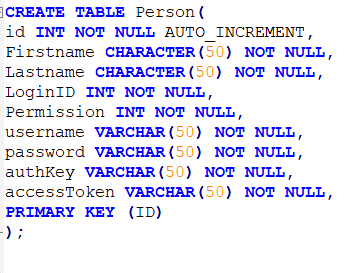 CREATE TABLE Person(
id INT NOT NULL AUTO_INCREMENT,
Firstname CHARACTER(50) NOT NULL,
Lastname CHARACTER(50) NOT NULL,
LoginID INT NOT NULL,
Permission INT NOT NULL,
username VARCHAR(50) NOT NULL,
password VARCHAR(50) NOT NULL,
authKey VARCHAR(50) NOT NULL,
accessToken VARCHAR(50) NOT NULL,
PRIMARY KEY (ID)
);